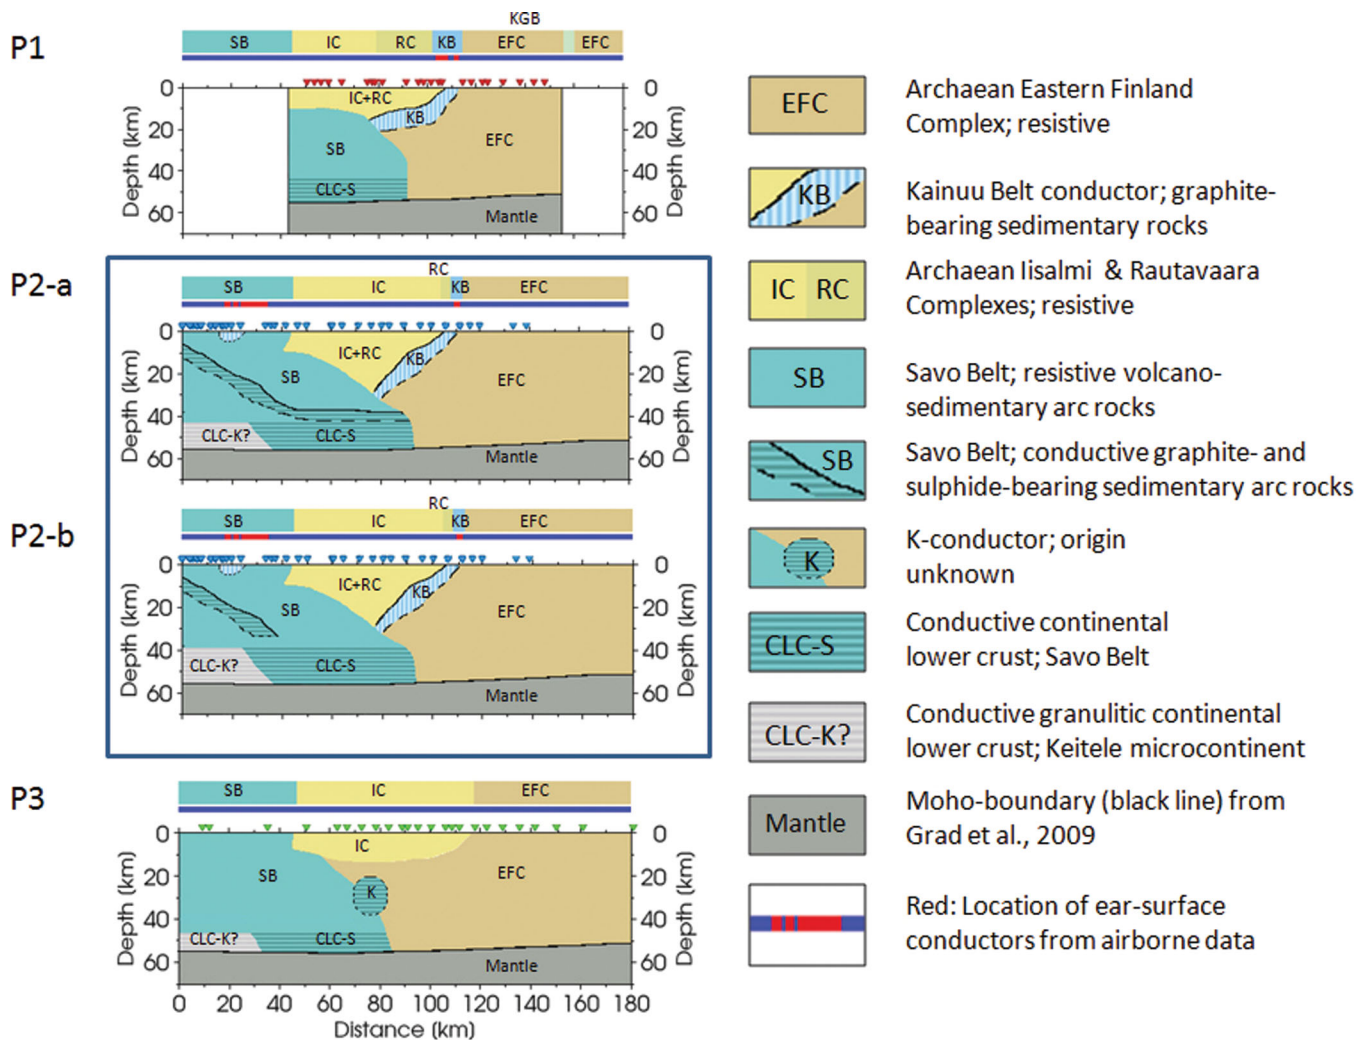 KGB
P1
SB IC RC KB EFC EFC
0 0
IC+RC
KB
20 20
SB EFC
40 40
CLC-S
60 60
Mantle
Depth (km)
Depth (km)
RC
P2-a
SB IC KB EFC
0 0
IC+RC
KB
20 20
SB EFC
40 40
CLC-K? CLC-S
60 60
Mantle
Depth (km)
Depth (km)
RC
P2-b
SB IC KB EFC
0 0
IC+RC
KB
20 20
SB EFC
40 40
CLC-K? CLC-S
60 60
Mantle
Depth (km)
Depth (km)
P3
SB IC EFC
0 0
IC
20 20
SB K EFC
40 40
CLC-K? CLC-S
60 60
Mantle
Depth (km)
Depth (km)
0 20 40 60 80 100 120 140 160 180
Distance (km)
EFC
Archaean Eastern Finland
Complex; resistive
KB
Kainuu Belt conductor; graphite-
bearing sedimentary rocks
IC RC
Archaean Iisalmi & Rautavaara
Complexes; resistive
SB
Savo Belt; resistive volcano-
sedimentary arc rocks
SB
Savo Belt; conductive graphite- and
sulphide-bearing sedimentary arc rocks
K
K-conductor; origin
unknown
CLC-S
Conductive continental
lower crust; Savo Belt
CLC-K?
Conductive granulitic continental
lower crust; Keitele microcontinent
Mantle
Moho-boundary (black line) from
Grad et al., 2009
Red: Location of ear-surface
conductors from airborne data